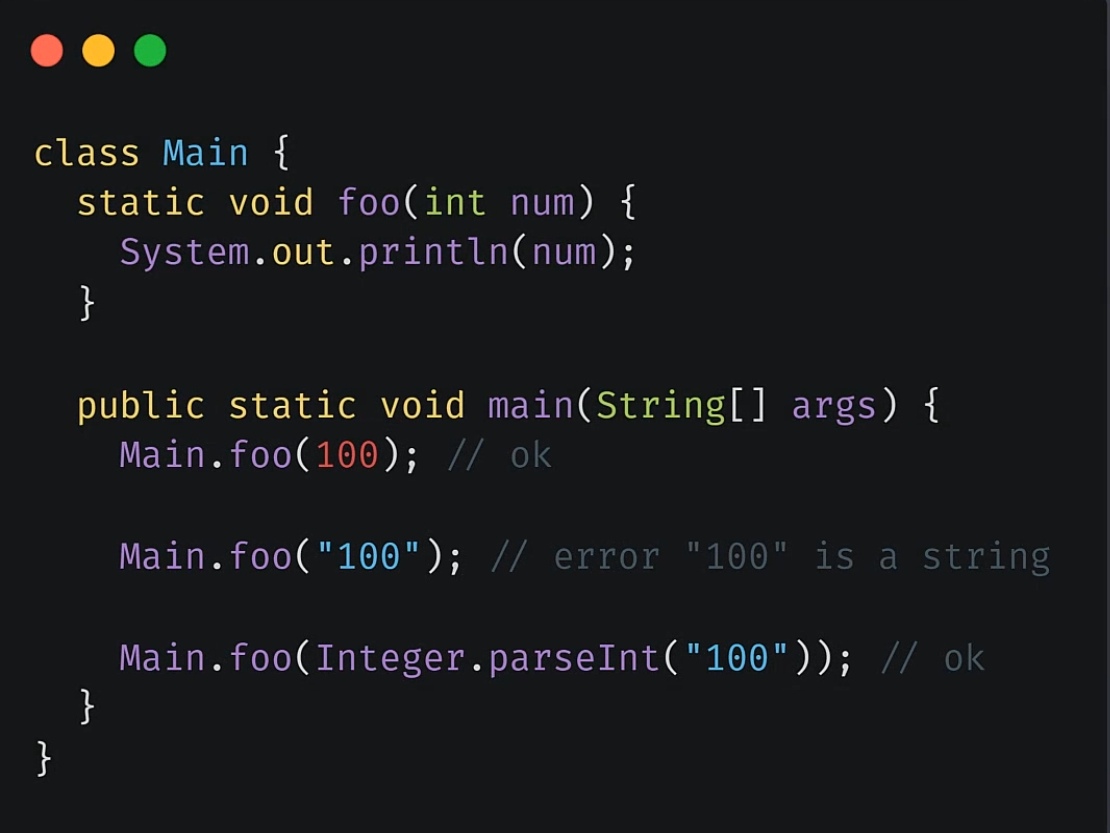 class Main {
static void foo(int num) {
System.out.println(num);
}
public static void main(String[] args) {
Main.foo(100); // ok
Main.foo("100"); // error "100" is a string
Main.foo(Integer.parseInt("100")); // ok
}
}